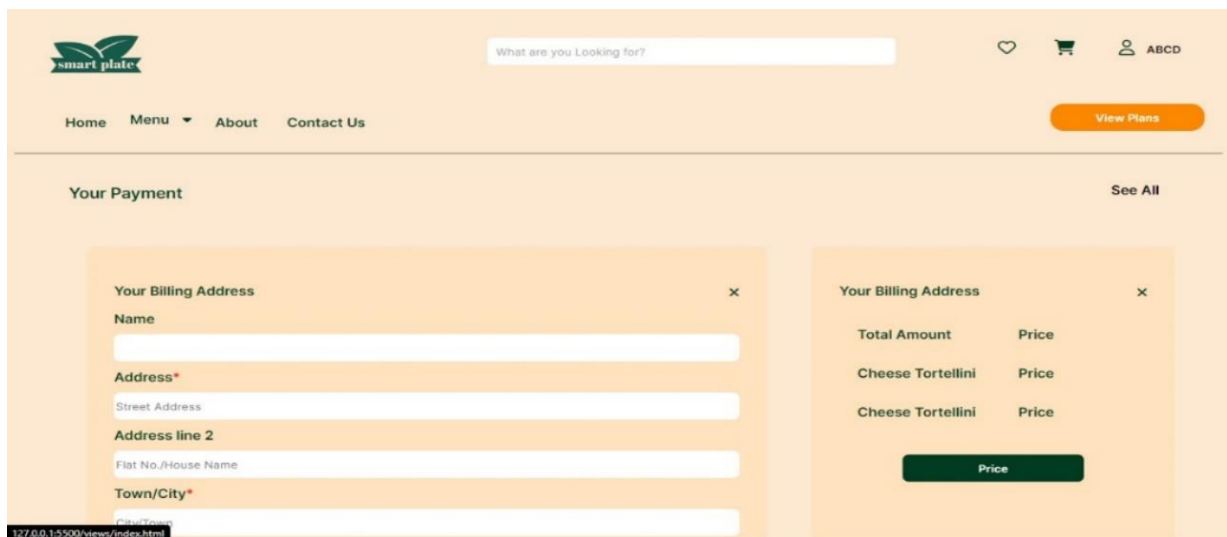 smart plate
What are you Looking for?
ABCD
Home Menu About Contact Us
View Plans
Your Payment
See All
Your Billing Address
Name
Address*
Street Address
Address line 2
Flat No./House Name
Town/City*
City/Town
Your Billing Address
Total Amount Price
Cheese Tortellini Price
Cheese Tortellini Price
Price
127.0.0.1:5500/views/index.html